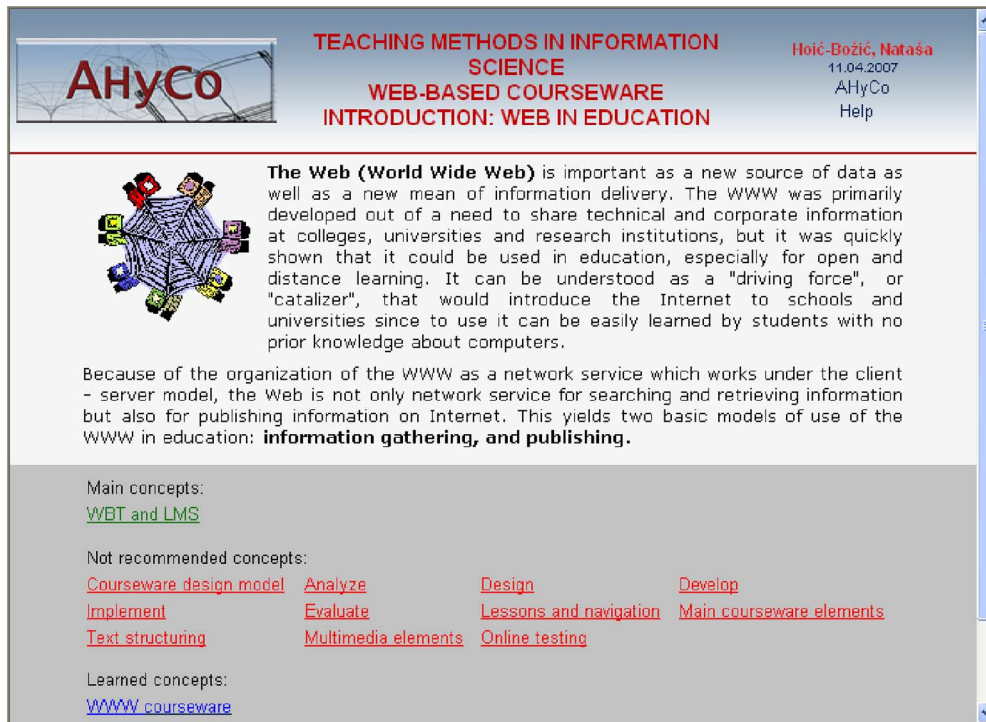 AHyCo
TEACHING METHODS IN INFORMATION
SCIENCE
WEB-BASED COURSEWARE
INTRODUCTION: WEB IN EDUCATION
Hoić-Božić, Nataša
11.04.2007
AHyCo
Help
The Web (World Wide Web) is important as a new source of data as
well as a new mean of information delivery. The WWW was primarily
developed out of a need to share technical and corporate information
at colleges, universities and research institutions, but it was quickly
shown that it could be used in education, especially for open and
distance learning. It can be understood as a "driving force", or
"catalizer", that would introduce the Internet to schools and
universities since to use it can be easily learned by students with no
prior knowledge about computers.
Because of the organization of the WWW as a network service which works under the client
- server model, the Web is not only network service for searching and retrieving information
but also for publishing information on Internet. This yields two basic models of use of the
WWW in education: information gathering, and publishing.
Main concepts:
WBT and LMS
Not recommended concepts:
Courseware design model Analyze Design Develop
Implement Evaluate Lessons and navigation Main courseware elements
Text structuring Multimedia elements Online testing
Learned concepts:
WWW courseware